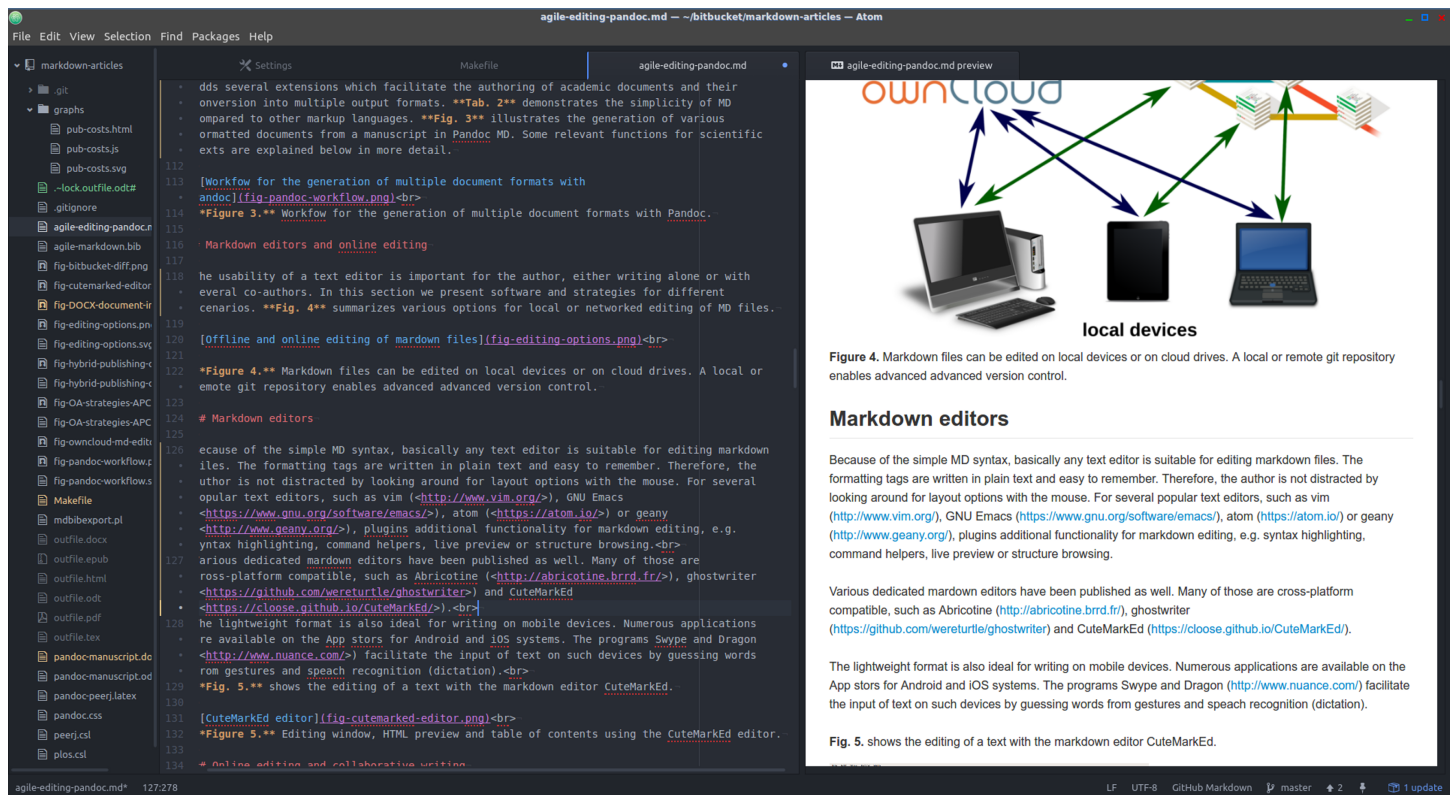 agile-editing-pandoc.md — ~/bitbucket/markdown-articles — Atom
File Edit View Selection Find Packages Help
markdown-articles
.git
graphs
pub-costs.html
pub-costs.js
pub-costs.svg
.~lock.outfile.odt#
.gitignore
agile-editing-pandoc.m
agile-markdown.bib
fig-bitbucket-diff.png
fig-cutemarked-editor
fig-DOCX-document-ir
fig-editing-options.pn
fig-editing-options.svg
fig-hybrid-publishing-c
fig-hybrid-publishing-c
fig-OA-strategies-APC
fig-OA-strategies-APC
fig-owncloud-md-edito
fig-pandoc-workflow.p
fig-pandoc-workflow.s
Makefile
mdbibexport.pl
outfile.docx
outfile.epub
outfile.html
outfile.odt
outfile.pdf
outfile.tex
pandoc-manuscript.do
pandoc-manuscript.od
pandoc-peerj.latex
pandoc.css
peerj.csl
plos.csl
Settings
Makefile
agile-editing-pandoc.md
dds several extensions which facilitate the authoring of academic documents and their
onversion into multiple output formats. **Tab. 2** demonstrates the simplicity of MD
ompared to other markup languages. **Fig. 3** illustrates the generation of various
ormatted documents from a manuscript in Pandoc MD. Some relevant functions for scientific
exts are explained below in more detail.
112
113 [Workfow for the generation of multiple document formats with
andoc](fig-pandoc-workflow.png)<br>
114 *Figure 3.** Workfow for the generation of multiple document formats with Pandoc.
115
116 Markdown editors and online editing
117
118 he usability of a text editor is important for the author, either writing alone or with
everal co-authors. In this section we present software and strategies for different
cenarios. **Fig. 4** summarizes various options for local or networked editing of MD files.
119
120 [Offline and online editing of mardown files](fig-editing-options.png)<br>
121
122 *Figure 4.** Markdown files can be edited on local devices or on cloud drives. A local or
emote git repository enables advanced advanced version control.
123
124 # Markdown editors
125
126 ecause of the simple MD syntax, basically any text editor is suitable for editing markdown
iles. The formatting tags are written in plain text and easy to remember. Therefore, the
uthor is not distracted by looking around for layout options with the mouse. For several
opular text editors, such as vim (<http://www.vim.org/>), GNU Emacs
<https://www.gnu.org/software/emacs/>), atom (<https://atom.io/>) or geany
<http://www.geany.org/>), plugins additional functionality for markdown editing, e.g.
yntax highlighting, command helpers, live preview or structure browsing.<br>
127 arious dedicated mardown editors have been published as well. Many of those are
ross-platform compatible, such as Abricotine (<http://abricotine.brrd.fr/>), ghostwriter
<https://github.com/wereturtle/ghostwriter>) and CuteMarkEd
<https://cloose.github.io/CuteMarkEd/>).<br>
128 he lightweight format is also ideal for writing on mobile devices. Numerous applications
re available on the App stors for Android and iOS systems. The programs Swype and Dragon
<http://www.nuance.com/>) facilitate the input of text on such devices by guessing words
rom gestures and speach recognition (dictation).<br>
129 *Fig. 5.** shows the editing of a text with the markdown editor CuteMarkEd.
130
131 [CuteMarkEd editor](fig-cutemarked-editor.png)<br>
132 *Figure 5.** Editing window, HTML preview and table of contents using the CuteMarkEd editor.
133
134 # Online editing and collaborative writing
agile-editing-pandoc.md preview
ownCloud
local devices
Figure 4. Markdown files can be edited on local devices or on cloud drives. A local or remote git repository
enables advanced advanced version control.
Markdown editors
Because of the simple MD syntax, basically any text editor is suitable for editing markdown files. The
formatting tags are written in plain text and easy to remember. Therefore, the author is not distracted by
looking around for layout options with the mouse. For several popular text editors, such as vim
(http://www.vim.org/), GNU Emacs (https://www.gnu.org/software/emacs/), atom (https://atom.io/) or geany
(http://www.geany.org/), plugins additional functionality for markdown editing, e.g. syntax highlighting,
command helpers, live preview or structure browsing.
Various dedicated mardown editors have been published as well. Many of those are cross-platform
compatible, such as Abricotine (http://abricotine.brrd.fr/), ghostwriter
(https://github.com/wereturtle/ghostwriter) and CuteMarkEd (https://cloose.github.io/CuteMarkEd/).
The lightweight format is also ideal for writing on mobile devices. Numerous applications are available on the
App stors for Android and iOS systems. The programs Swype and Dragon (http://www.nuance.com/) facilitate
the input of text on such devices by guessing words from gestures and speach recognition (dictation).
Fig. 5. shows the editing of a text with the markdown editor CuteMarkEd.
agile-editing-pandoc.md* 127:278
LF UTF-8 GitHub Markdown master 2 1 update